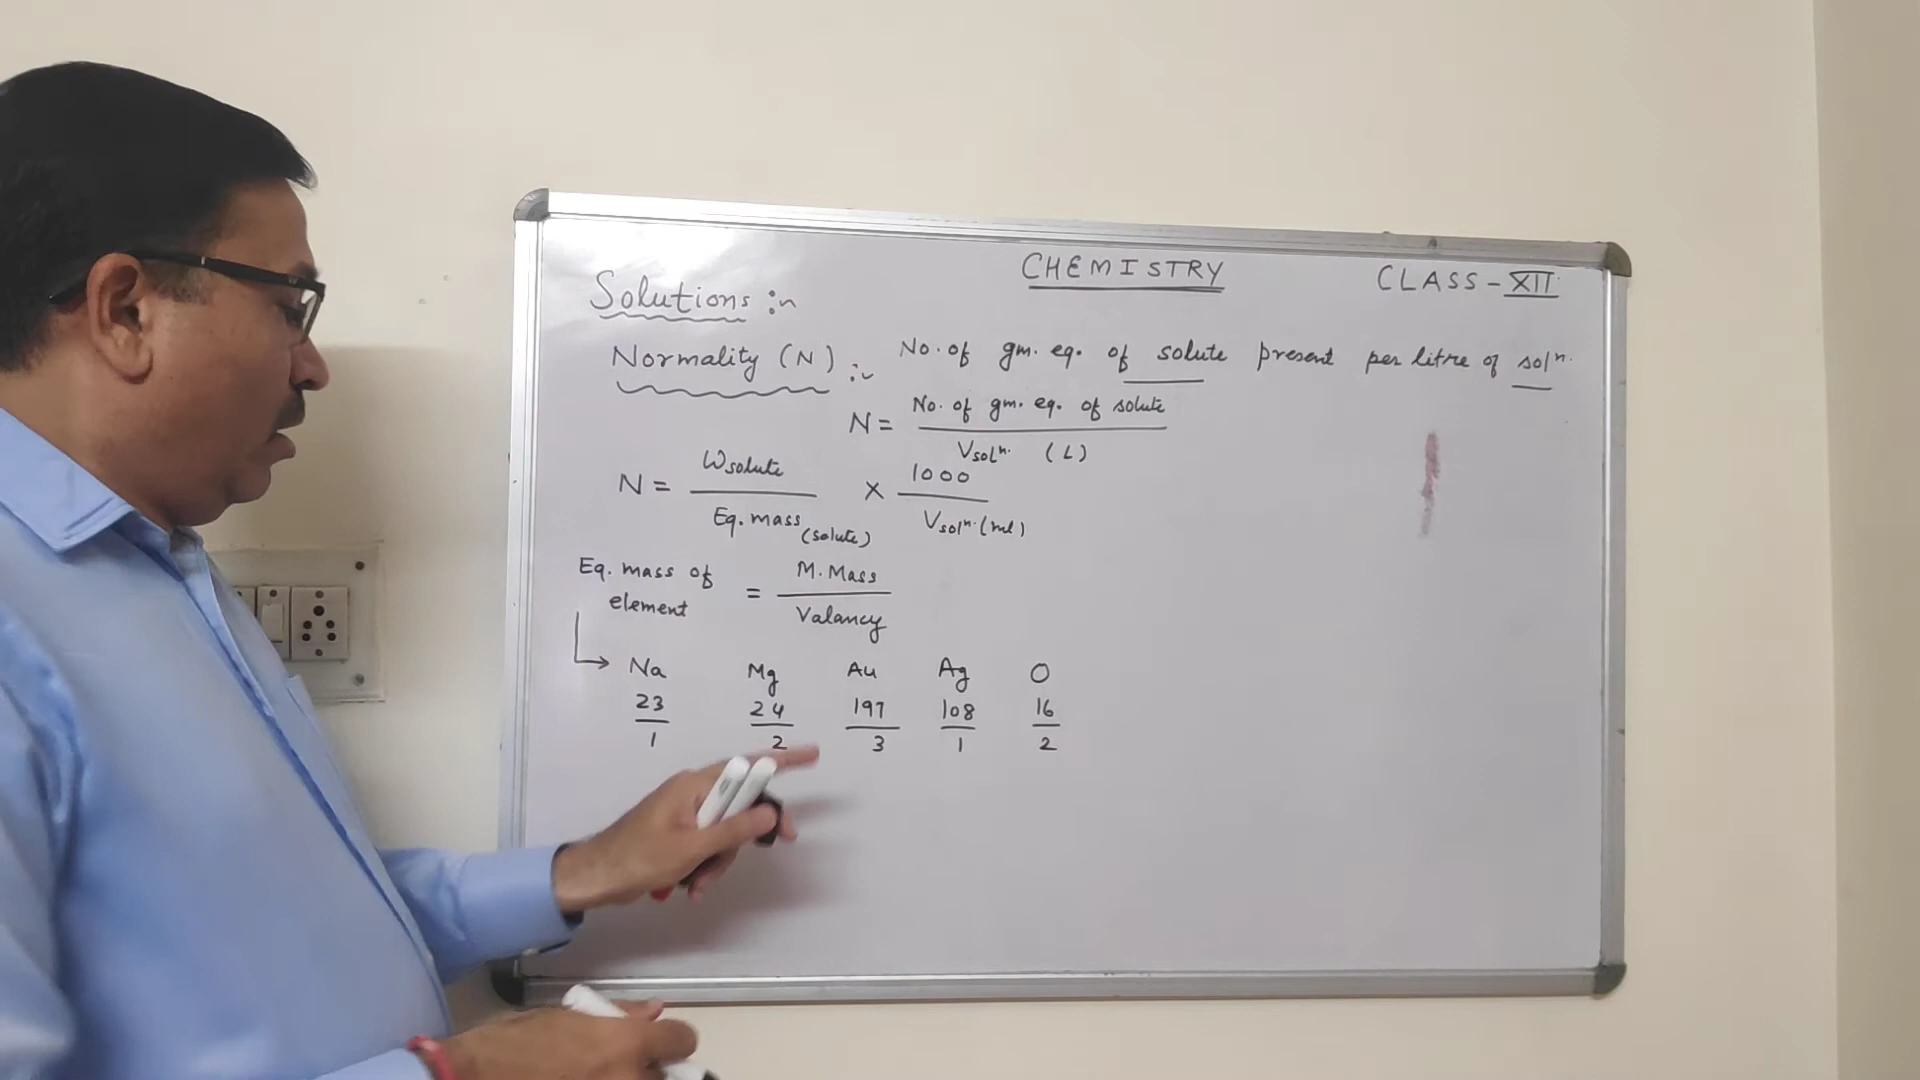 CHEMISTRY CLASS - XII
Solutions :~
Normality (N) :~ No. of gm. eq. of solute present per litre of solⁿ.
N = No. of gm. eq. of solute / Vsolⁿ. (L)
N = Wsolute / Eq. mass (solute) × 1000 / Vsolⁿ. (ml)
Eq. mass of element = M. Mass / Valancy
Na Mg Au Ag O
23 24 197 108 16
1 2 3 1 2